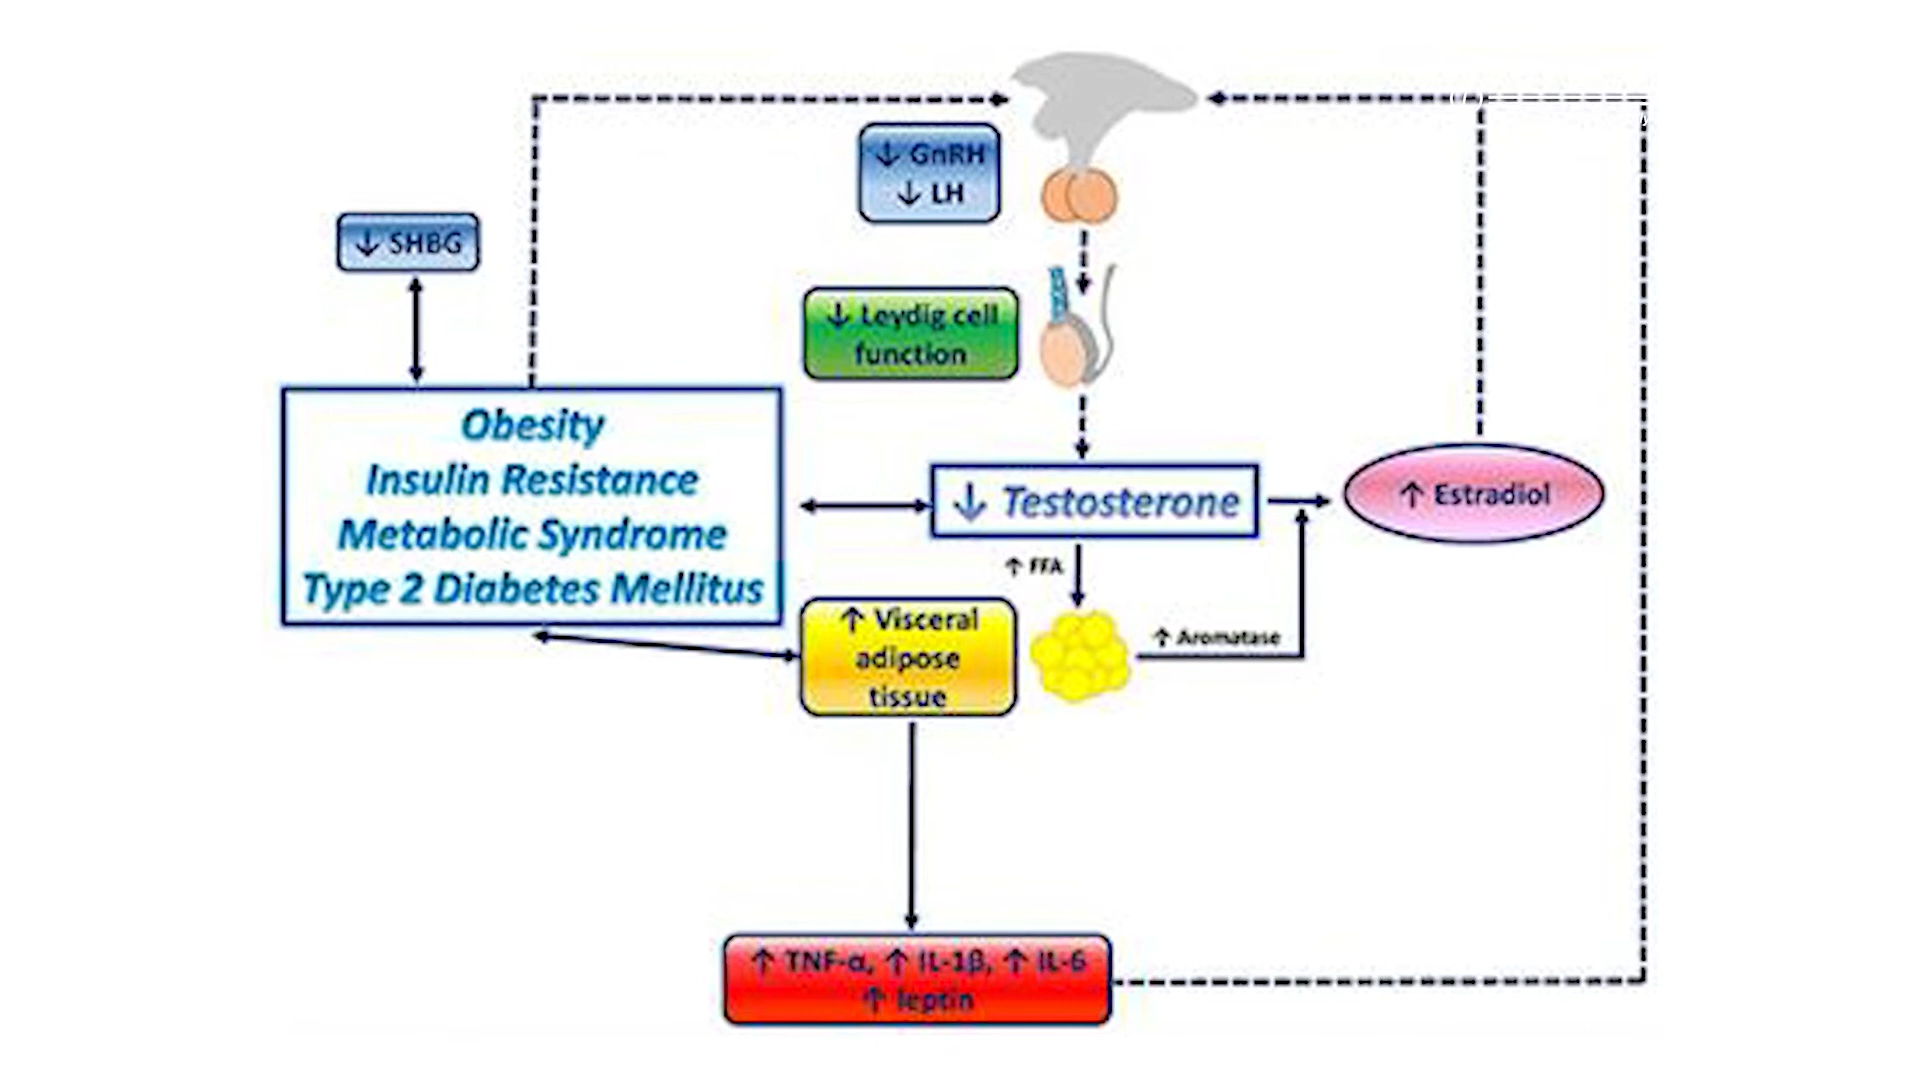 ↓ GnRH
↓ LH
↓ SHBG
↓ Leydig cell
function
Obesity
Insulin Resistance
Metabolic Syndrome
Type 2 Diabetes Mellitus
↓ Testosterone
↑ Estradiol
↑ FFA
↑ Visceral
adipose
tissue
↑ Aromatase
↑ TNF-α, ↑ IL-1β, ↑ IL-6
↑ leptin